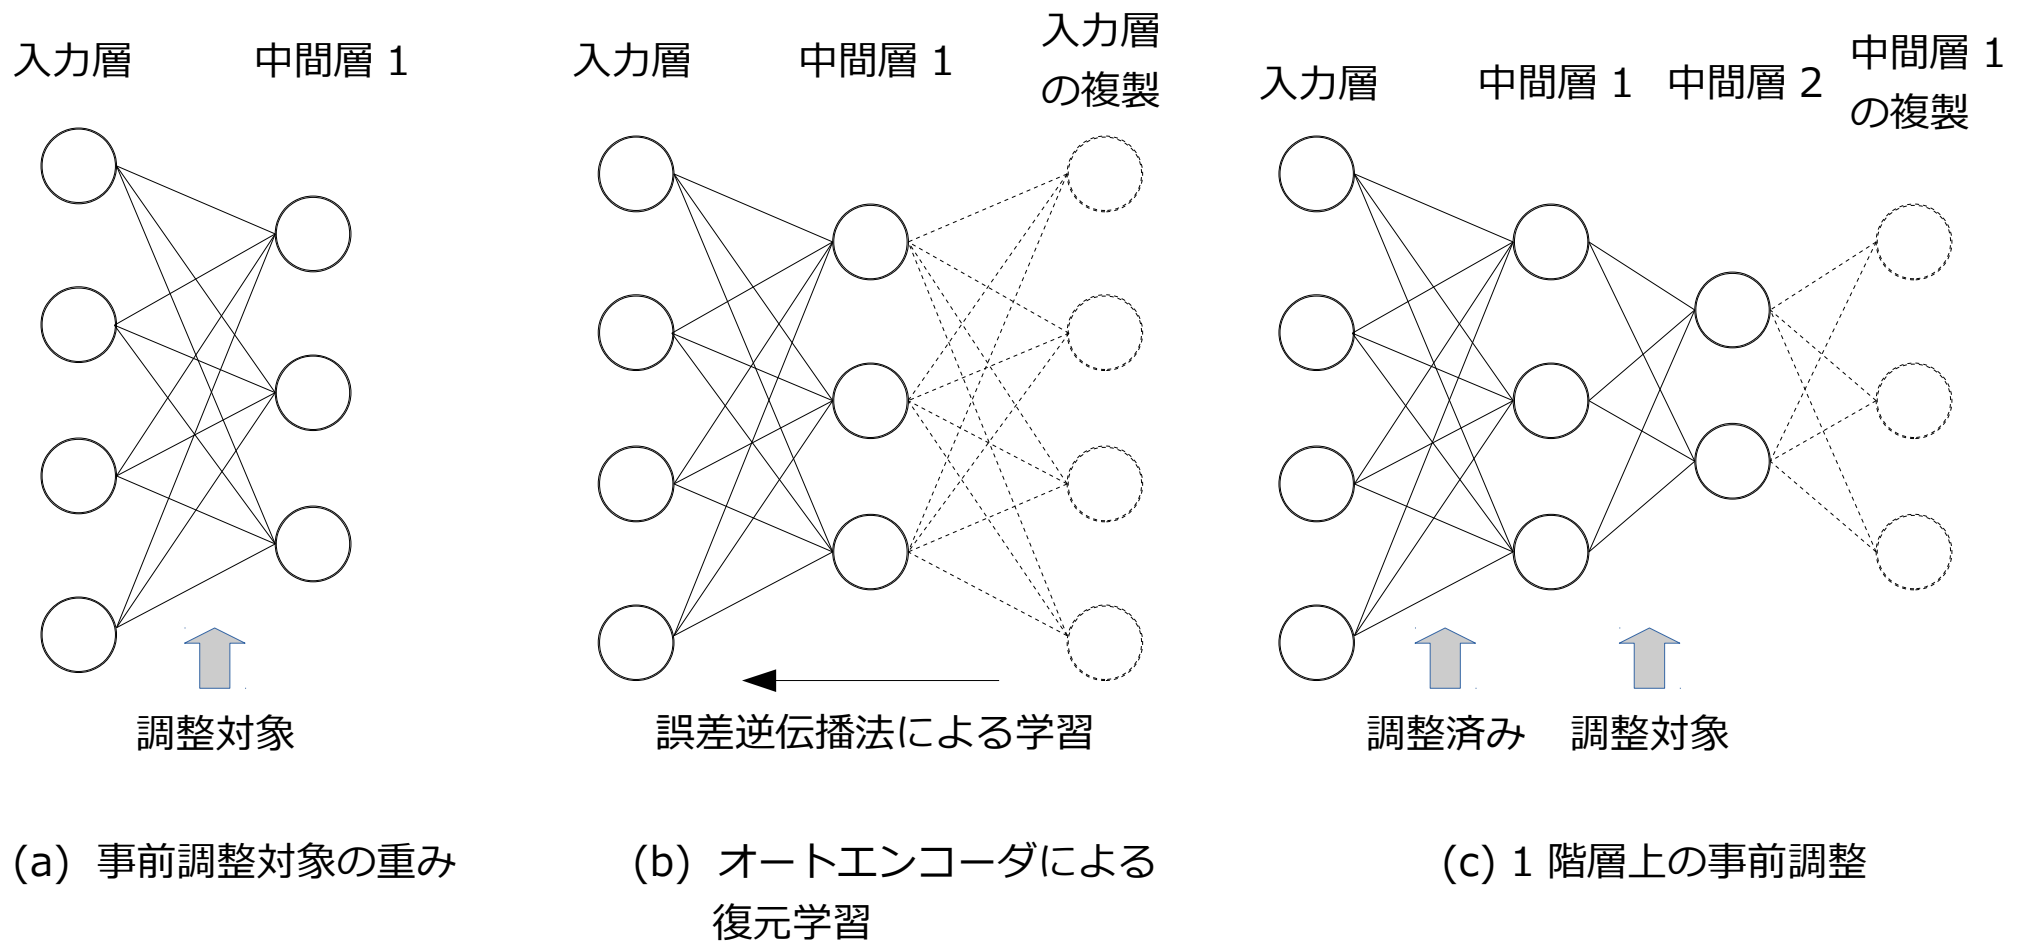 入力層
中間層 1
調整対象
(a) 事前調整対象の重み
入力層
中間層 1
入力層
の複製
誤差逆伝播法による学習
(b) オートエンコーダによる
復元学習
入力層
中間層 1
中間層 2
中間層 1
の複製
調整済み
調整対象
(c) 1 階層上の事前調整